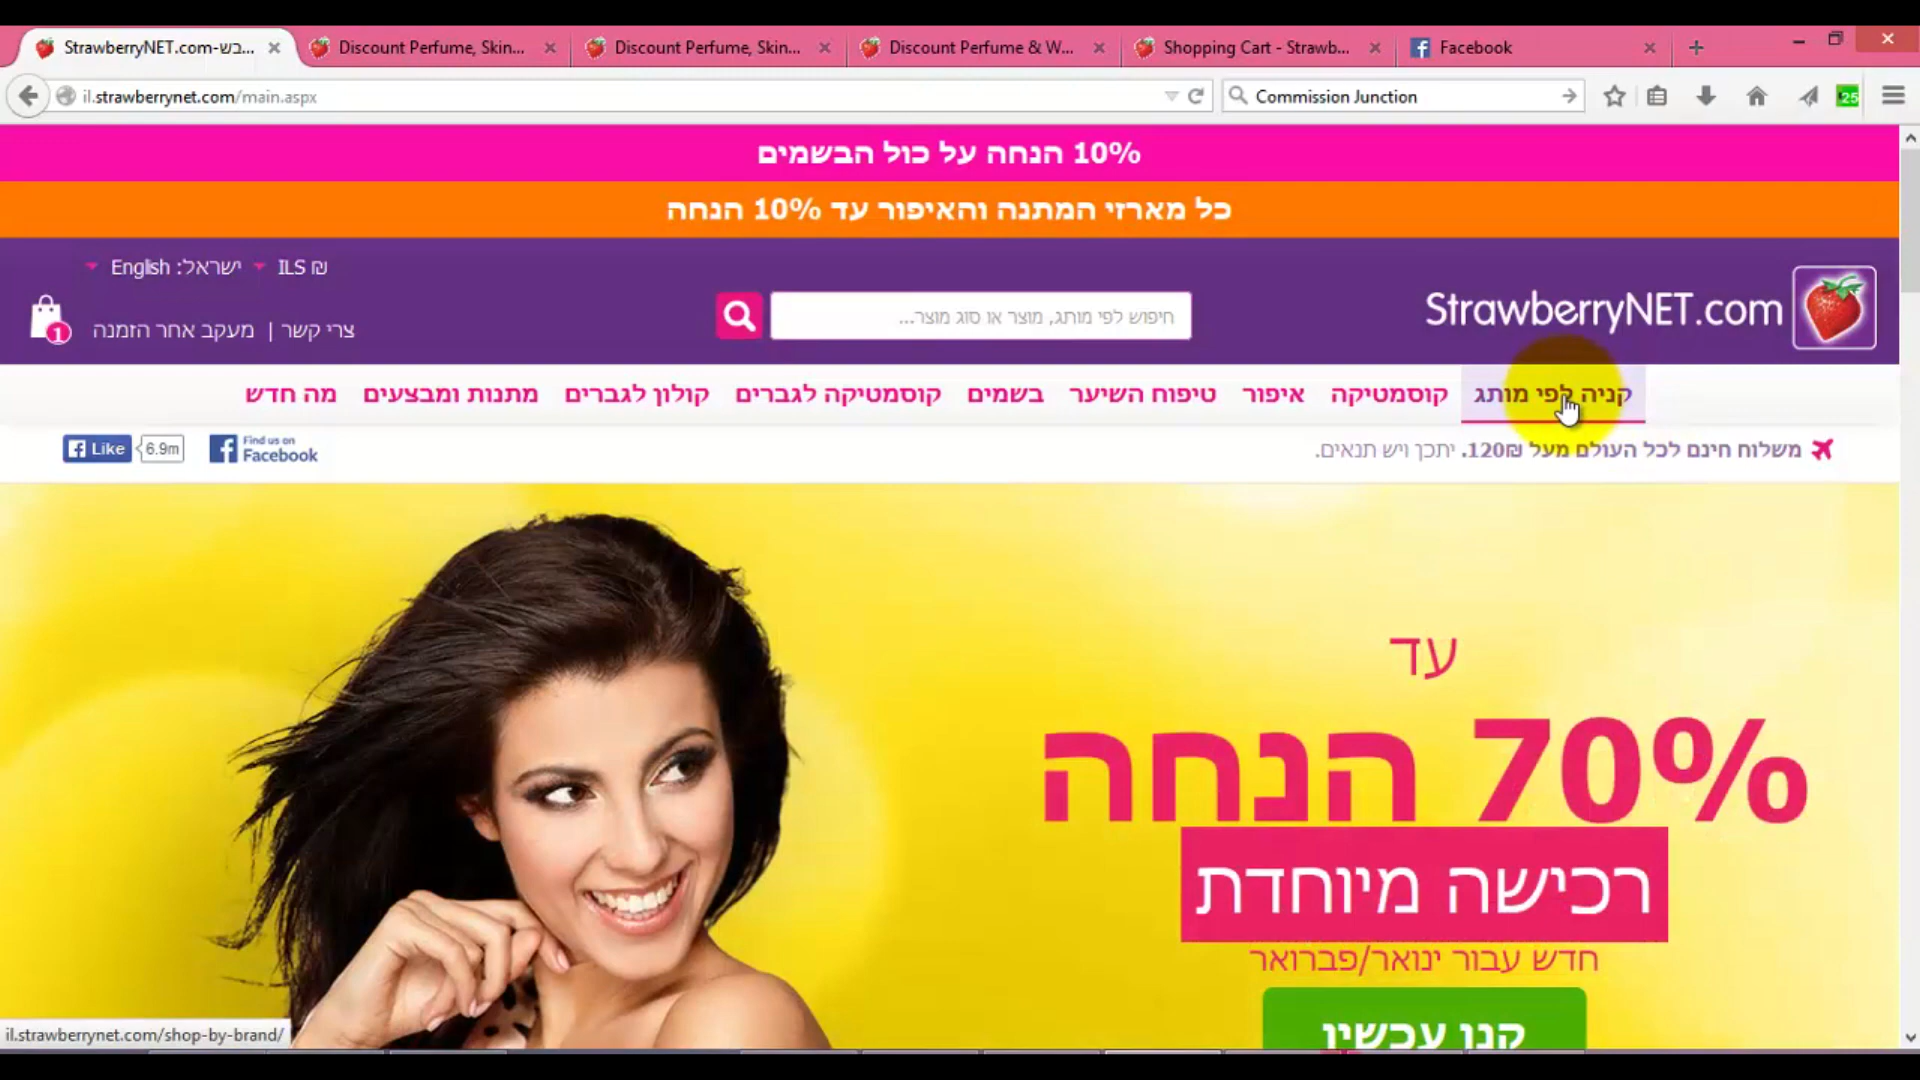 StrawberryNET.com-בש...
Discount Perfume, Skin...
Discount Perfume, Skin...
Discount Perfume & W...
Shopping Cart - Strawb...
Facebook
il.strawberrynet.com/main.aspx
Commission Junction
25
10% הנחה על כול הבשמים
כל מארזי המתנה והאיפור עד 10% הנחה
ישראל: English
ILS ₪
StrawberryNET.com
חיפוש לפי מותג, מוצר או סוג מוצר...
צרי קשר | מעקב אחר הזמנה
1
קניה לפי מותג
קוסמטיקה
איפור
טיפוח השיער
בשמים
קוסמטיקה לגברים
קולון לגברים
מתנות ומבצעים
מה חדש
משלוח חינם לכל העולם מעל 120₪. יתכן ויש תנאים.
Like 6.9m
Find us on
Facebook
עד
70% הנחה
רכישה מיוחדת
חדש עבור ינואר/פברואר
קנו עכשיו
il.strawberrynet.com/shop-by-brand/